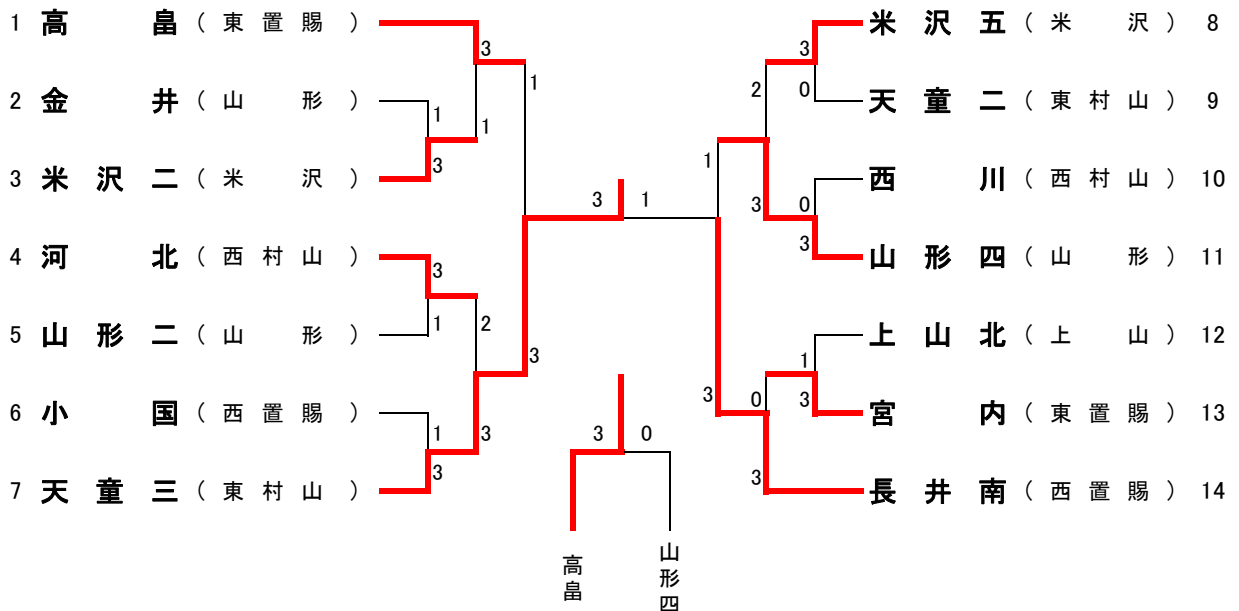 1 高畠 (東置賜)
2 金井 (山形)
3 米沢二 (米沢)
4 河北 (西村山)
5 山形二 (山形)
6 小国 (西置賜)
7 天童三 (東村山)
3
1
1
3
1
3
1
2
3
1
3
3
3 1
3 0
高畠
山形四
3
0
2
1
0
3
3
1
0
3
3
3
米沢五 (米沢) 8
天童二 (東村山) 9
西川 (西村山) 10
山形四 (山形) 11
上山北 (上山) 12
宮内 (東置賜) 13
長井南 (西置賜) 14